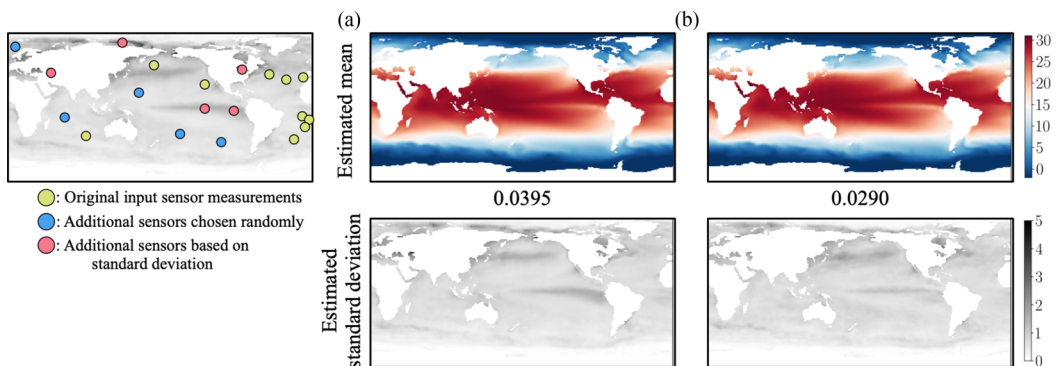 (a)
(b)
Estimated mean
30
25
20
15
10
5
0
0.0395
0.0290
: Original input sensor measurements
: Additional sensors chosen randomly
: Additional sensors based on
standard deviation
Estimated
standard deviation
5
4
3
2
1
0